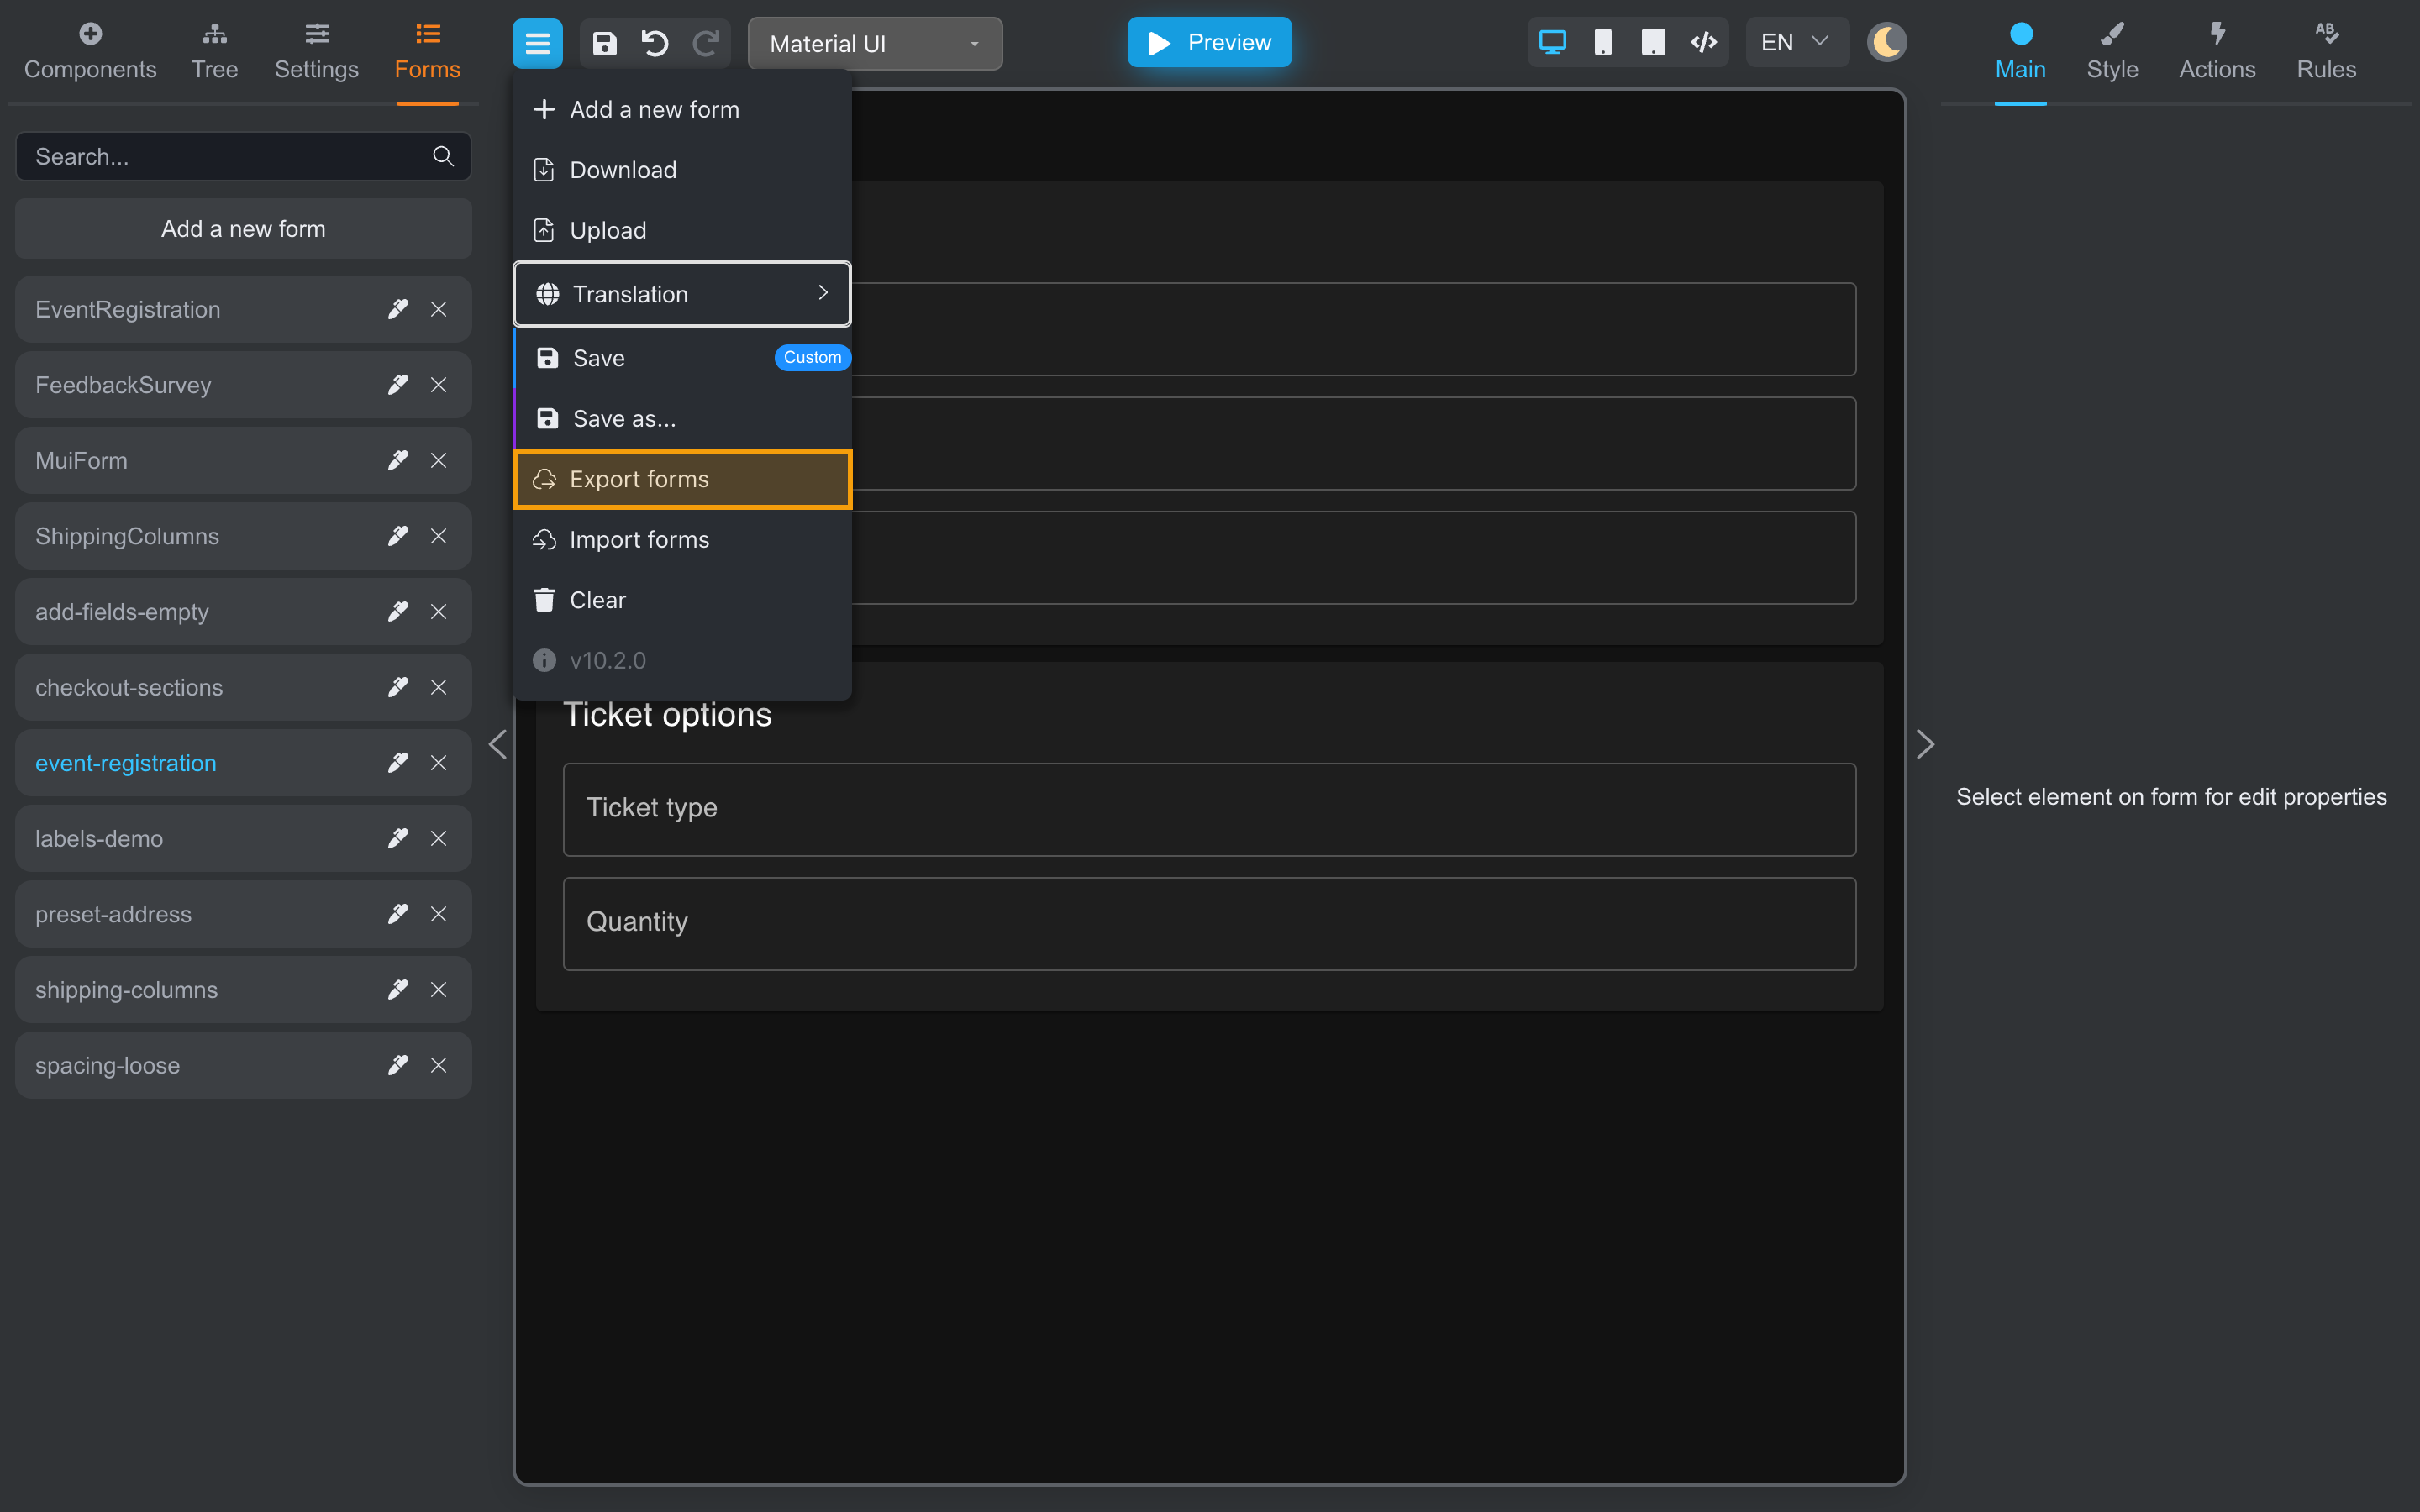 Components
Tree
Settings
Forms
Material UI
Preview
EN
Main
Style
Actions
AB
Rules
Search...
Add a new form
EventRegistration
FeedbackSurvey
MuiForm
ShippingColumns
add-fields-empty
checkout-sections
event-registration
labels-demo
preset-address
shipping-columns
spacing-loose
Add a new form
Download
Upload
Translation
Save
Custom
Save as...
Export forms
Import forms
Clear
v10.2.0
Ticket options
Ticket type
Quantity
Select element on form for edit properties